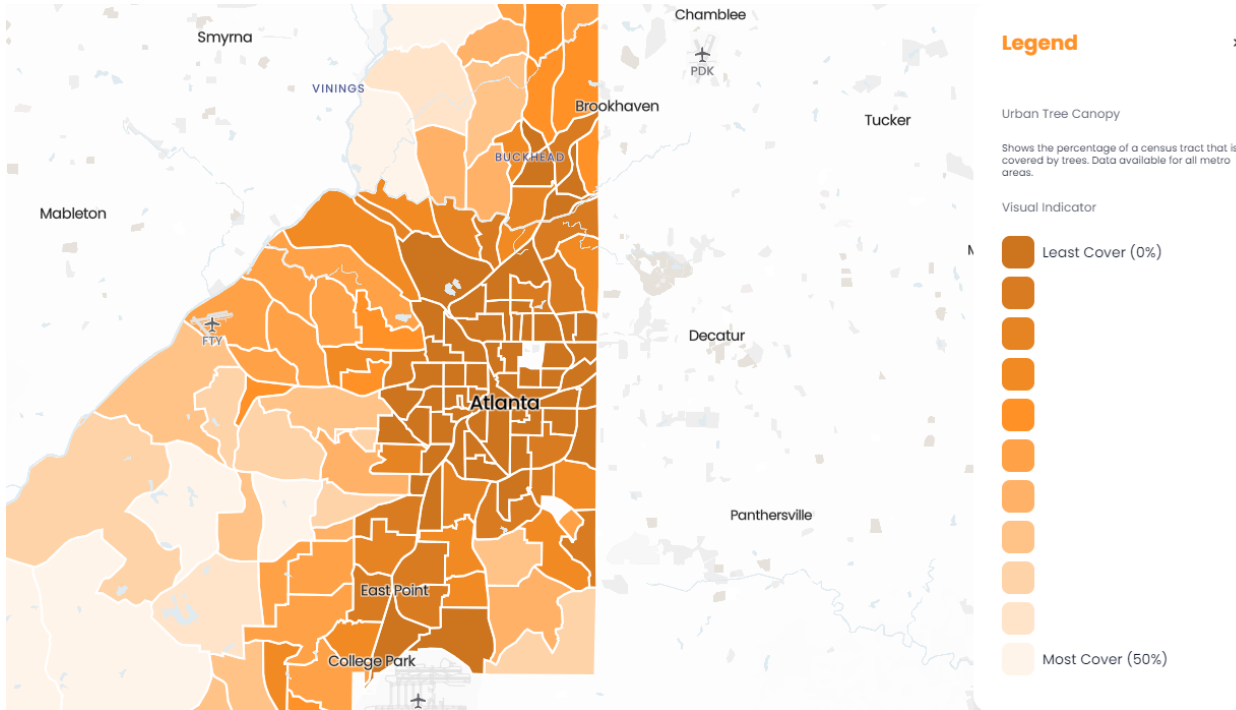 Smyrna
Chamblee
PDK
VININGS
Brookhaven
Tucker
BUCKHEAD
Mableton
FTY
Decatur
Atlanta
Panthersville
East Point
College Park
Legend
Urban Tree Canopy
Shows the percentage of a census tract that is
covered by trees. Data available for all metro
areas.
Visual Indicator
Least Cover (0%)
Most Cover (50%)